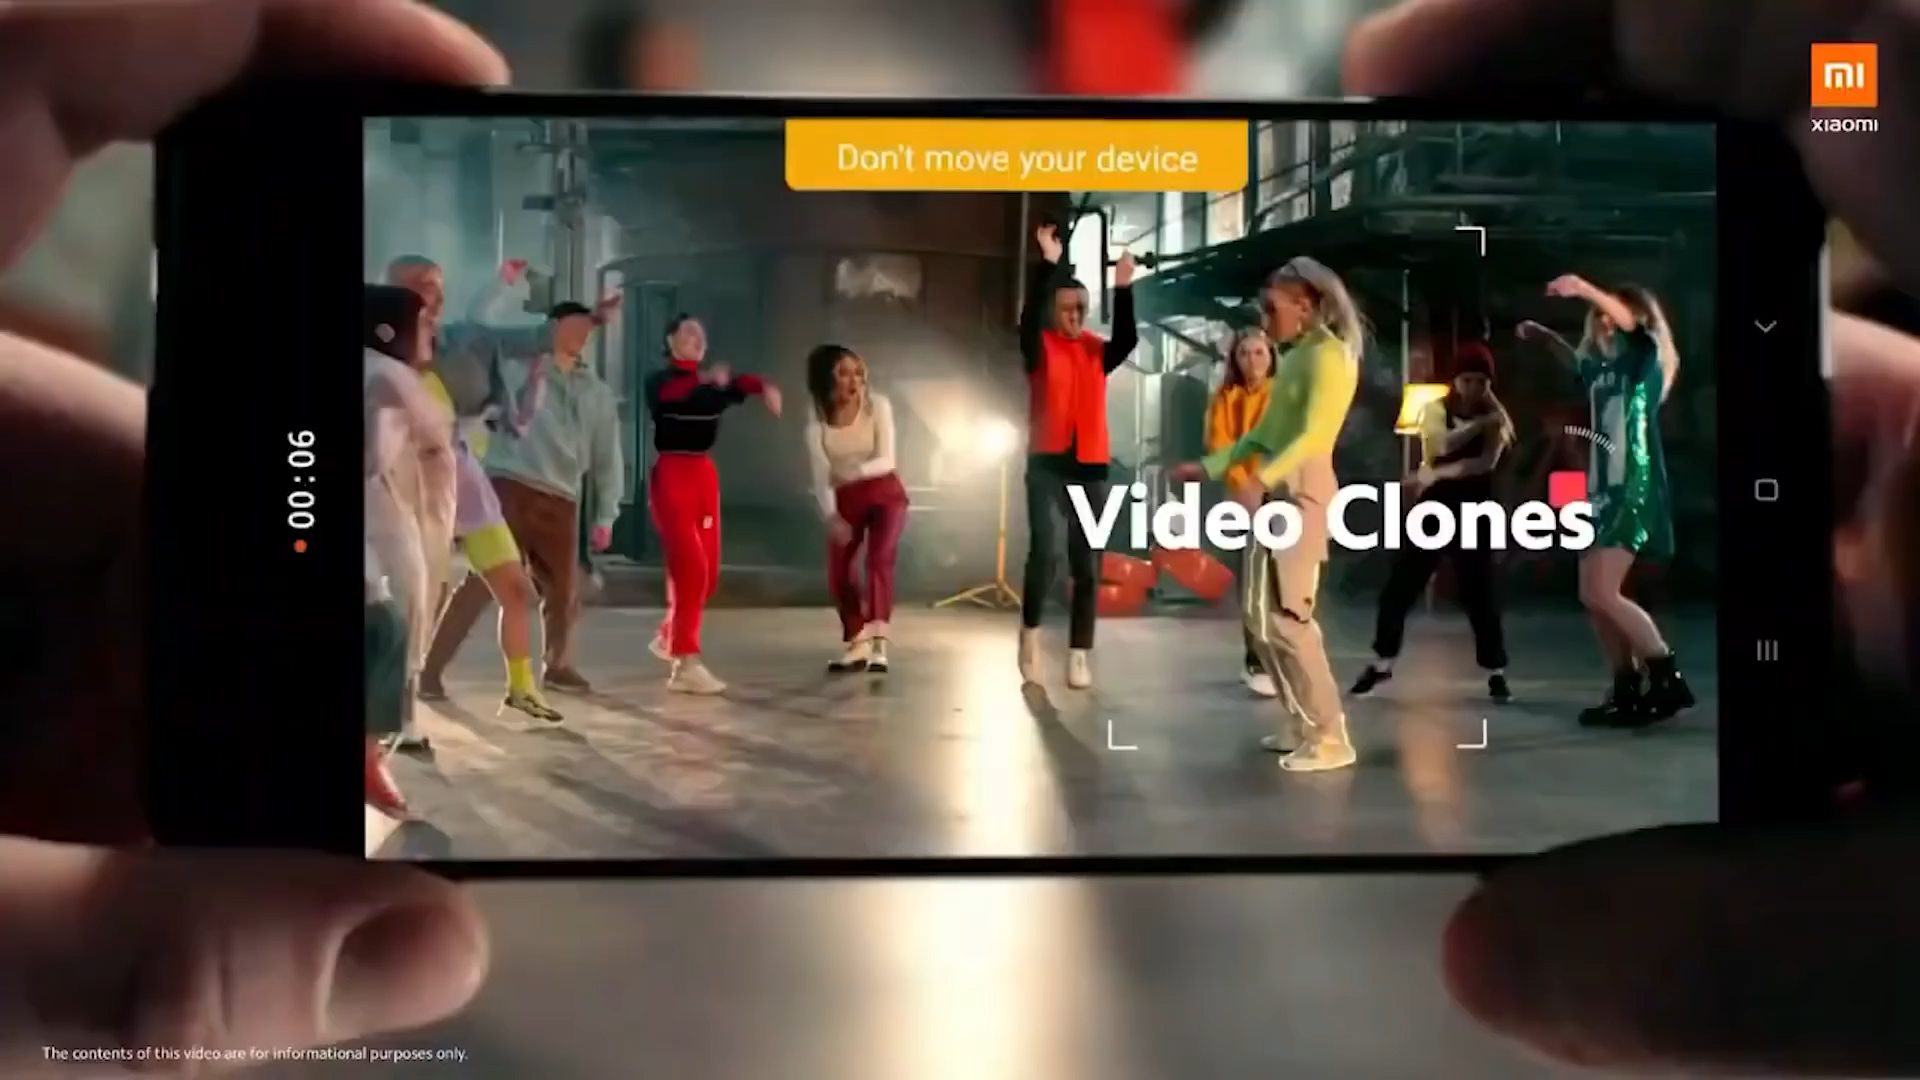 mi
xiaomi
Don't move your device
00:06
Video Clones
The contents of this video are for informational purposes only.